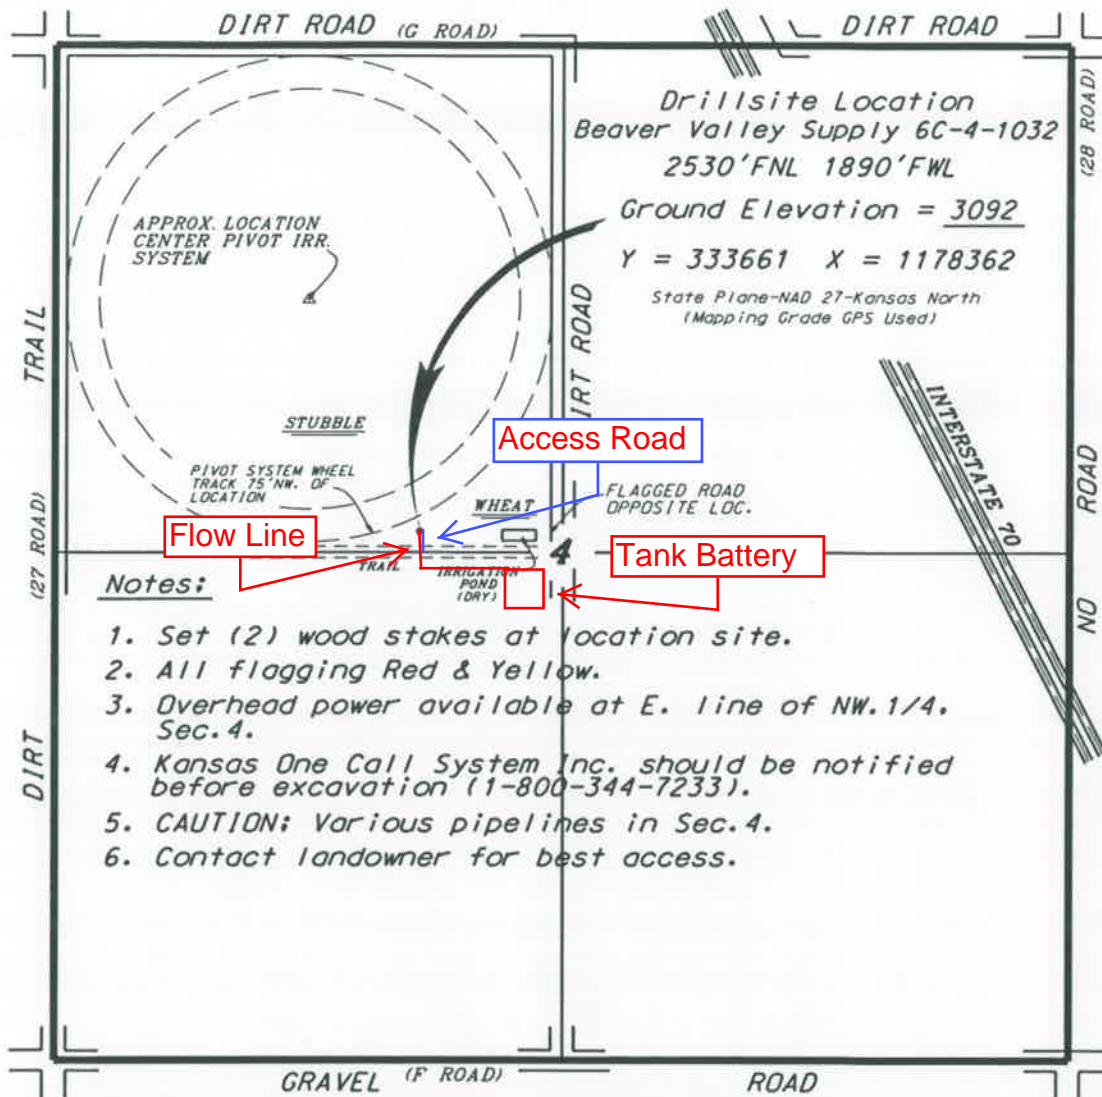 DIRT ROAD (G ROAD)
DIRT ROAD
(28 ROAD)
Drillsite Location
Beaver Valley Supply 6C-4-1032
2530'FNL 1890'FWL
Ground Elevation = 3092
Y = 333661 X = 1178362
State Plane-NAD 27-Kansas North
(Mapping Grade GPS Used)
APPROX. LOCATION
CENTER PIVOT IRR.
SYSTEM
TRAIL
IRT ROAD
INTERSTATE 70
STUBBLE
Access Road
PIVOT SYSTEM WHEEL
TRACK 75'NW. OF
LOCATION
WHEAT
FLAGGED ROAD
OPPOSITE LOC.
Flow Line
4
Tank Battery
TRAIL
IRRIGATION
POND
(DRY)
(27 ROAD)
ROAD
NO
DIRT
Notes:
1. Set (2) wood stakes at location site.
2. All flagging Red & Yellow.
3. Overhead power available at E. line of NW.1/4.
Sec.4.
4. Kansas One Call System Inc. should be notified
before excavation (1-800-344-7233).
5. CAUTION: Various pipelines in Sec.4.
6. Contact landowner for best access.
GRAVEL (F ROAD) ROAD